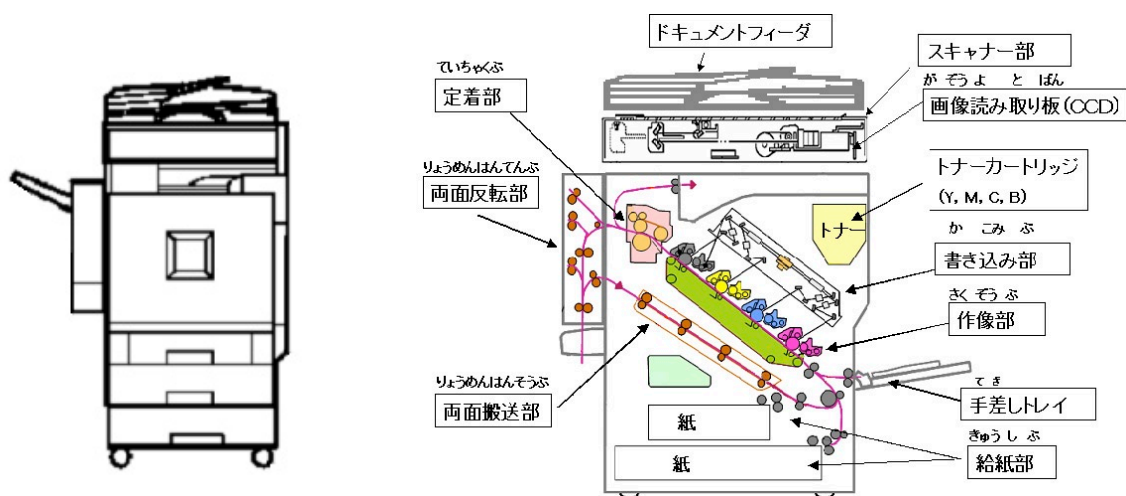 ドキュメントフィーダ
スキャナー部
ていちゃくぶ
定着部
が ぞう よ と ばん
画像読み取り板(CCD)
りょうめんはんてんぶ
両面反転部
トナーカートリッジ
(Y, M, C, B)
トナー
か こみ ぶ
書き込み部
さく ぞう ぶ
作像部
りょうめんはんそうぶ
両面搬送部
て さ
手差しトレイ
紙
きゅう し ぶ
給紙部
紙